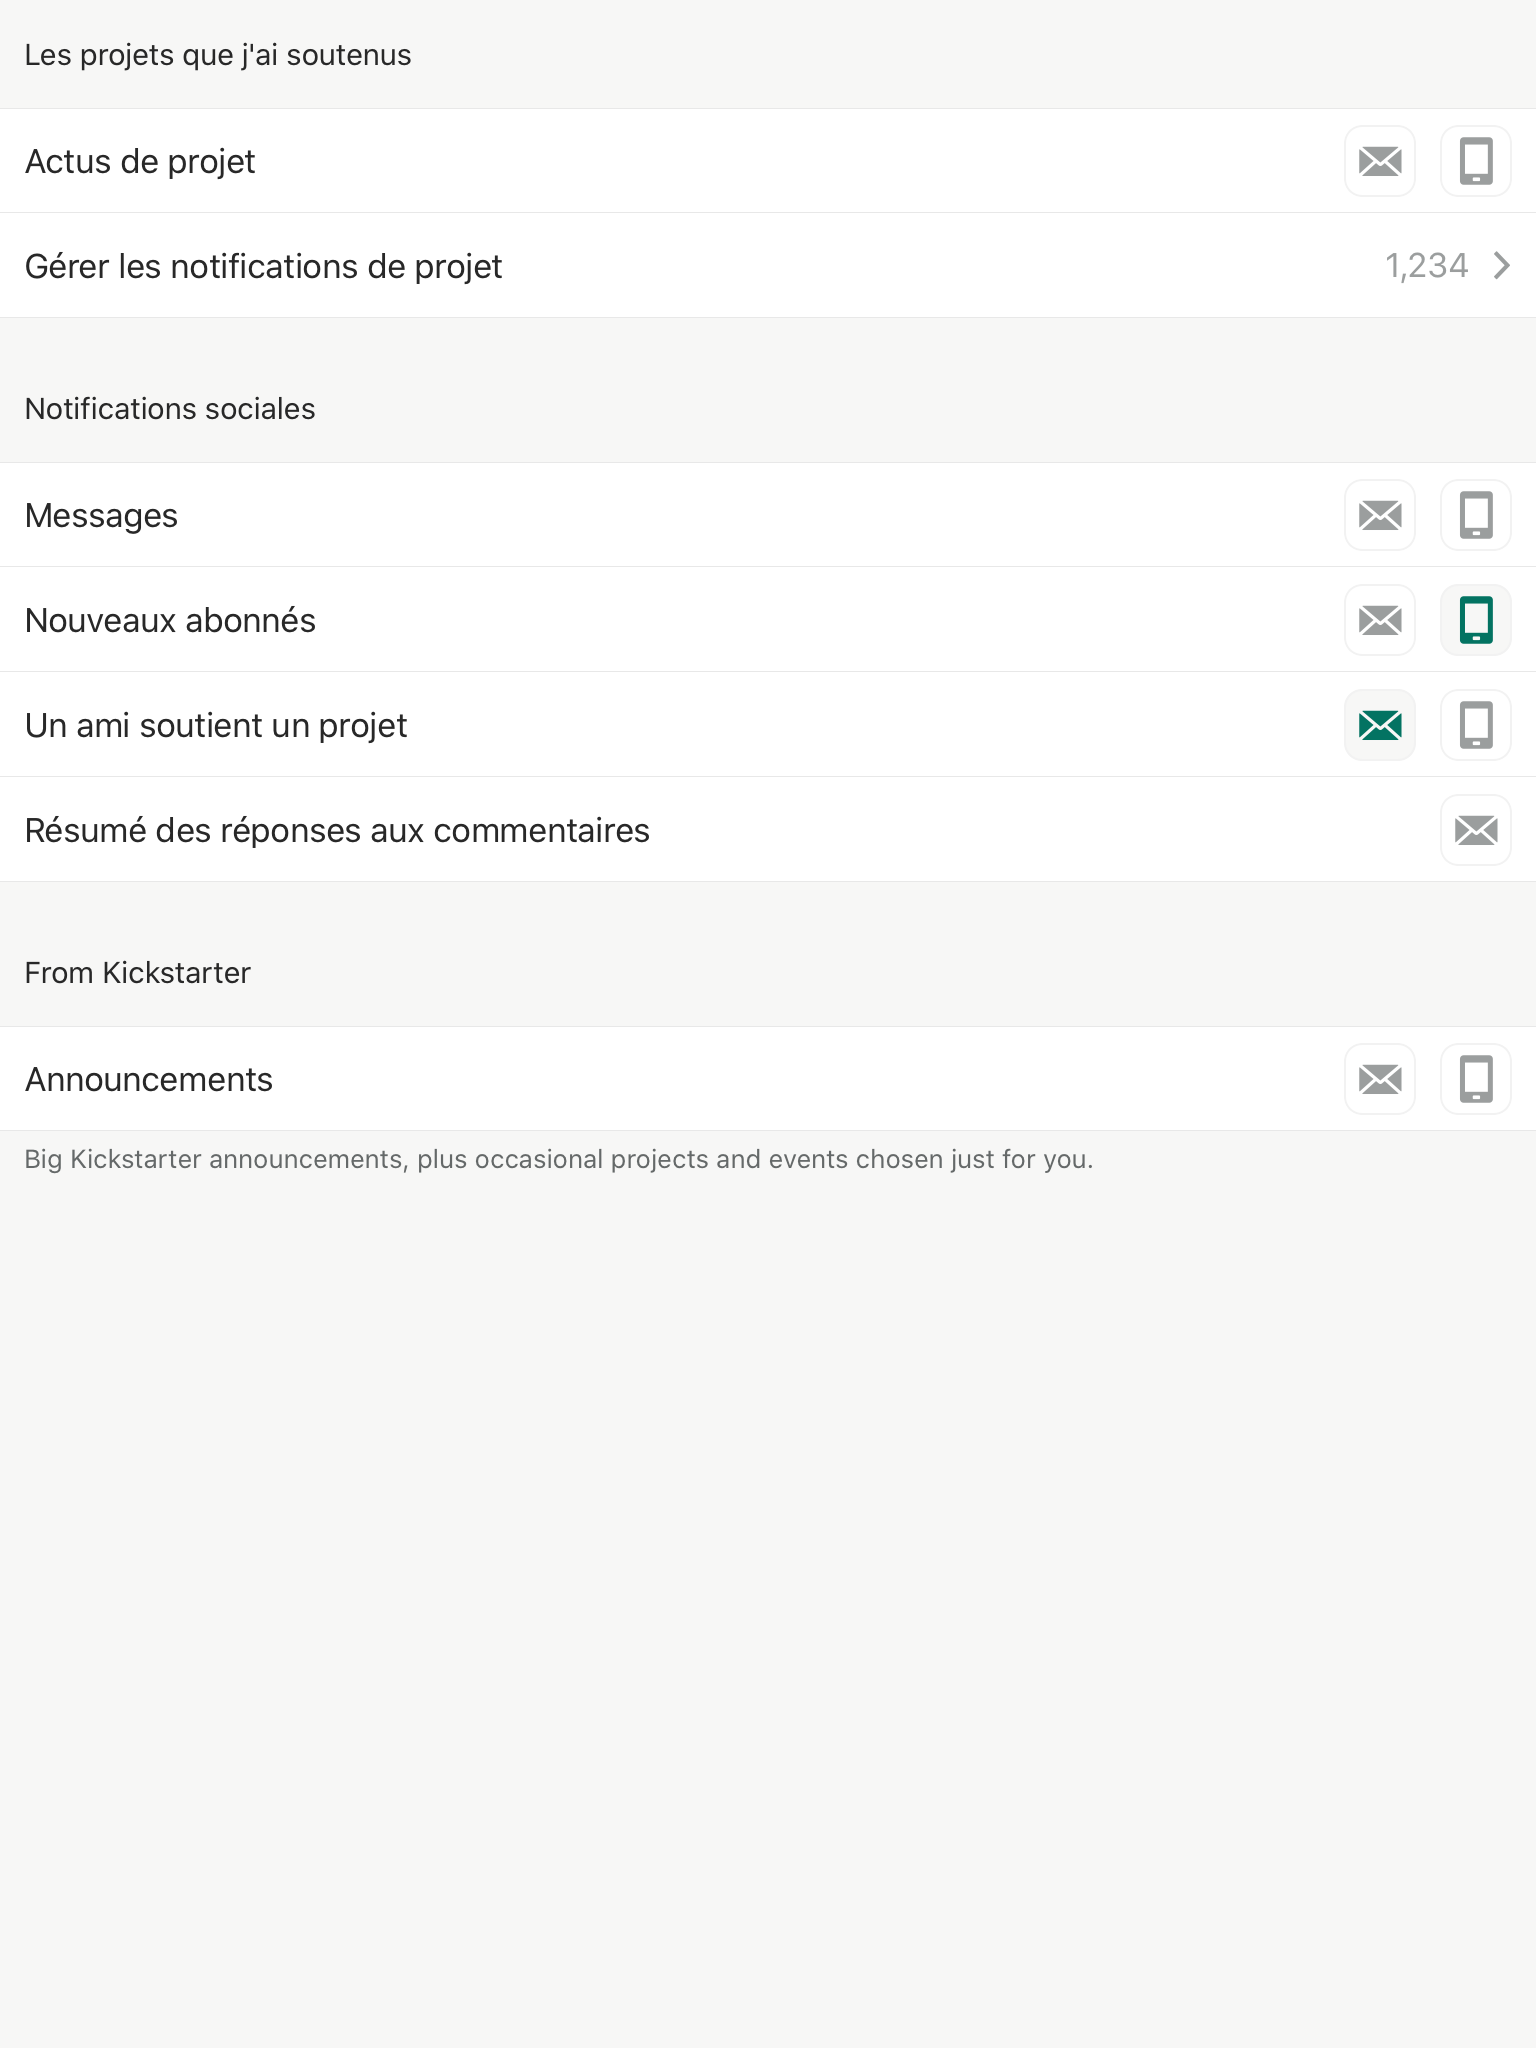 Les projets que j'ai soutenus
Actus de projet
Gérer les notifications de projet 1,234
Notifications sociales
Messages
Nouveaux abonnés
Un ami soutient un projet
Résumé des réponses aux commentaires
From Kickstarter
Announcements
Big Kickstarter announcements, plus occasional projects and events chosen just for you.